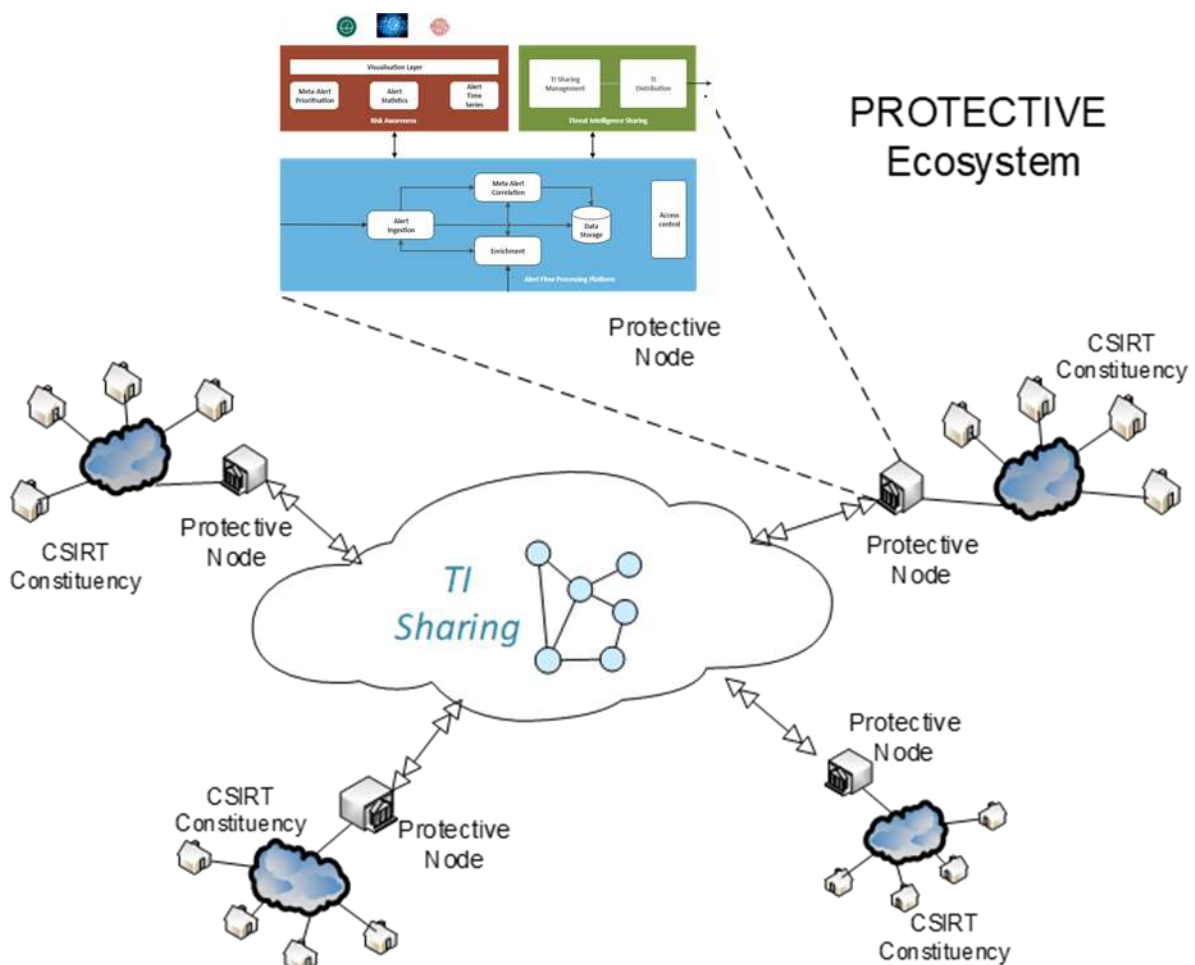 Visualisation Layer
Meta-Alert
Prioritisation
Alert
Statistics
Alert
Time
Series
Risk Awareness
TI Sharing
Management
TI
Distribution
Threat Intelligence Sharing
PROTECTIVE
Ecosystem
Meta Alert
Correlation
Alert
Ingestion
Data
Storage
Access
control
Enrichment
Alert Flow Processing Platform
Protective
Node
CSIRT
Constituency
CSIRT
Constituency
Protective
Node
Protective
Node
TI
Sharing
CSIRT
Constituency
Protective
Node
Protective
Node
CSIRT
Constituency